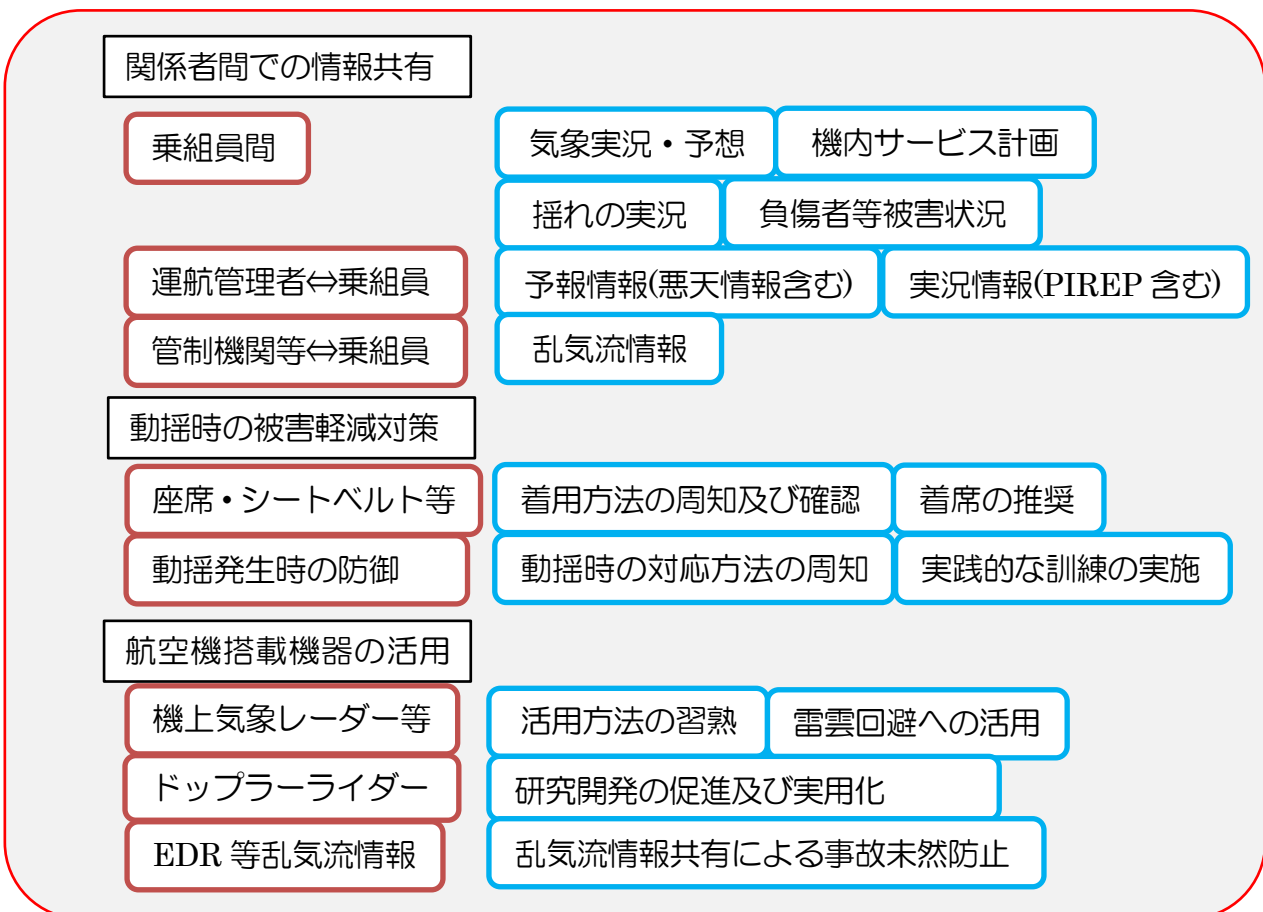 関係者間での情報共有
乗組員間 気象実況・予想 機内サービス計画
揺れの実況 負傷者等被害状況
運航管理者⇔乗組員 予報情報(悪天情報含む) 実況情報(PIREP 含む)
管制機関等⇔乗組員 乱気流情報
動揺時の被害軽減対策
座席・シートベルト等 着用方法の周知及び確認 着席の推奨
動揺発生時の防御 動揺時の対応方法の周知 実践的な訓練の実施
航空機搭載機器の活用
機上気象レーダー等 活用方法の習熟 雷雲回避への活用
ドップラーライダー 研究開発の促進及び実用化
EDR 等乱気流情報 乱気流情報共有による事故未然防止